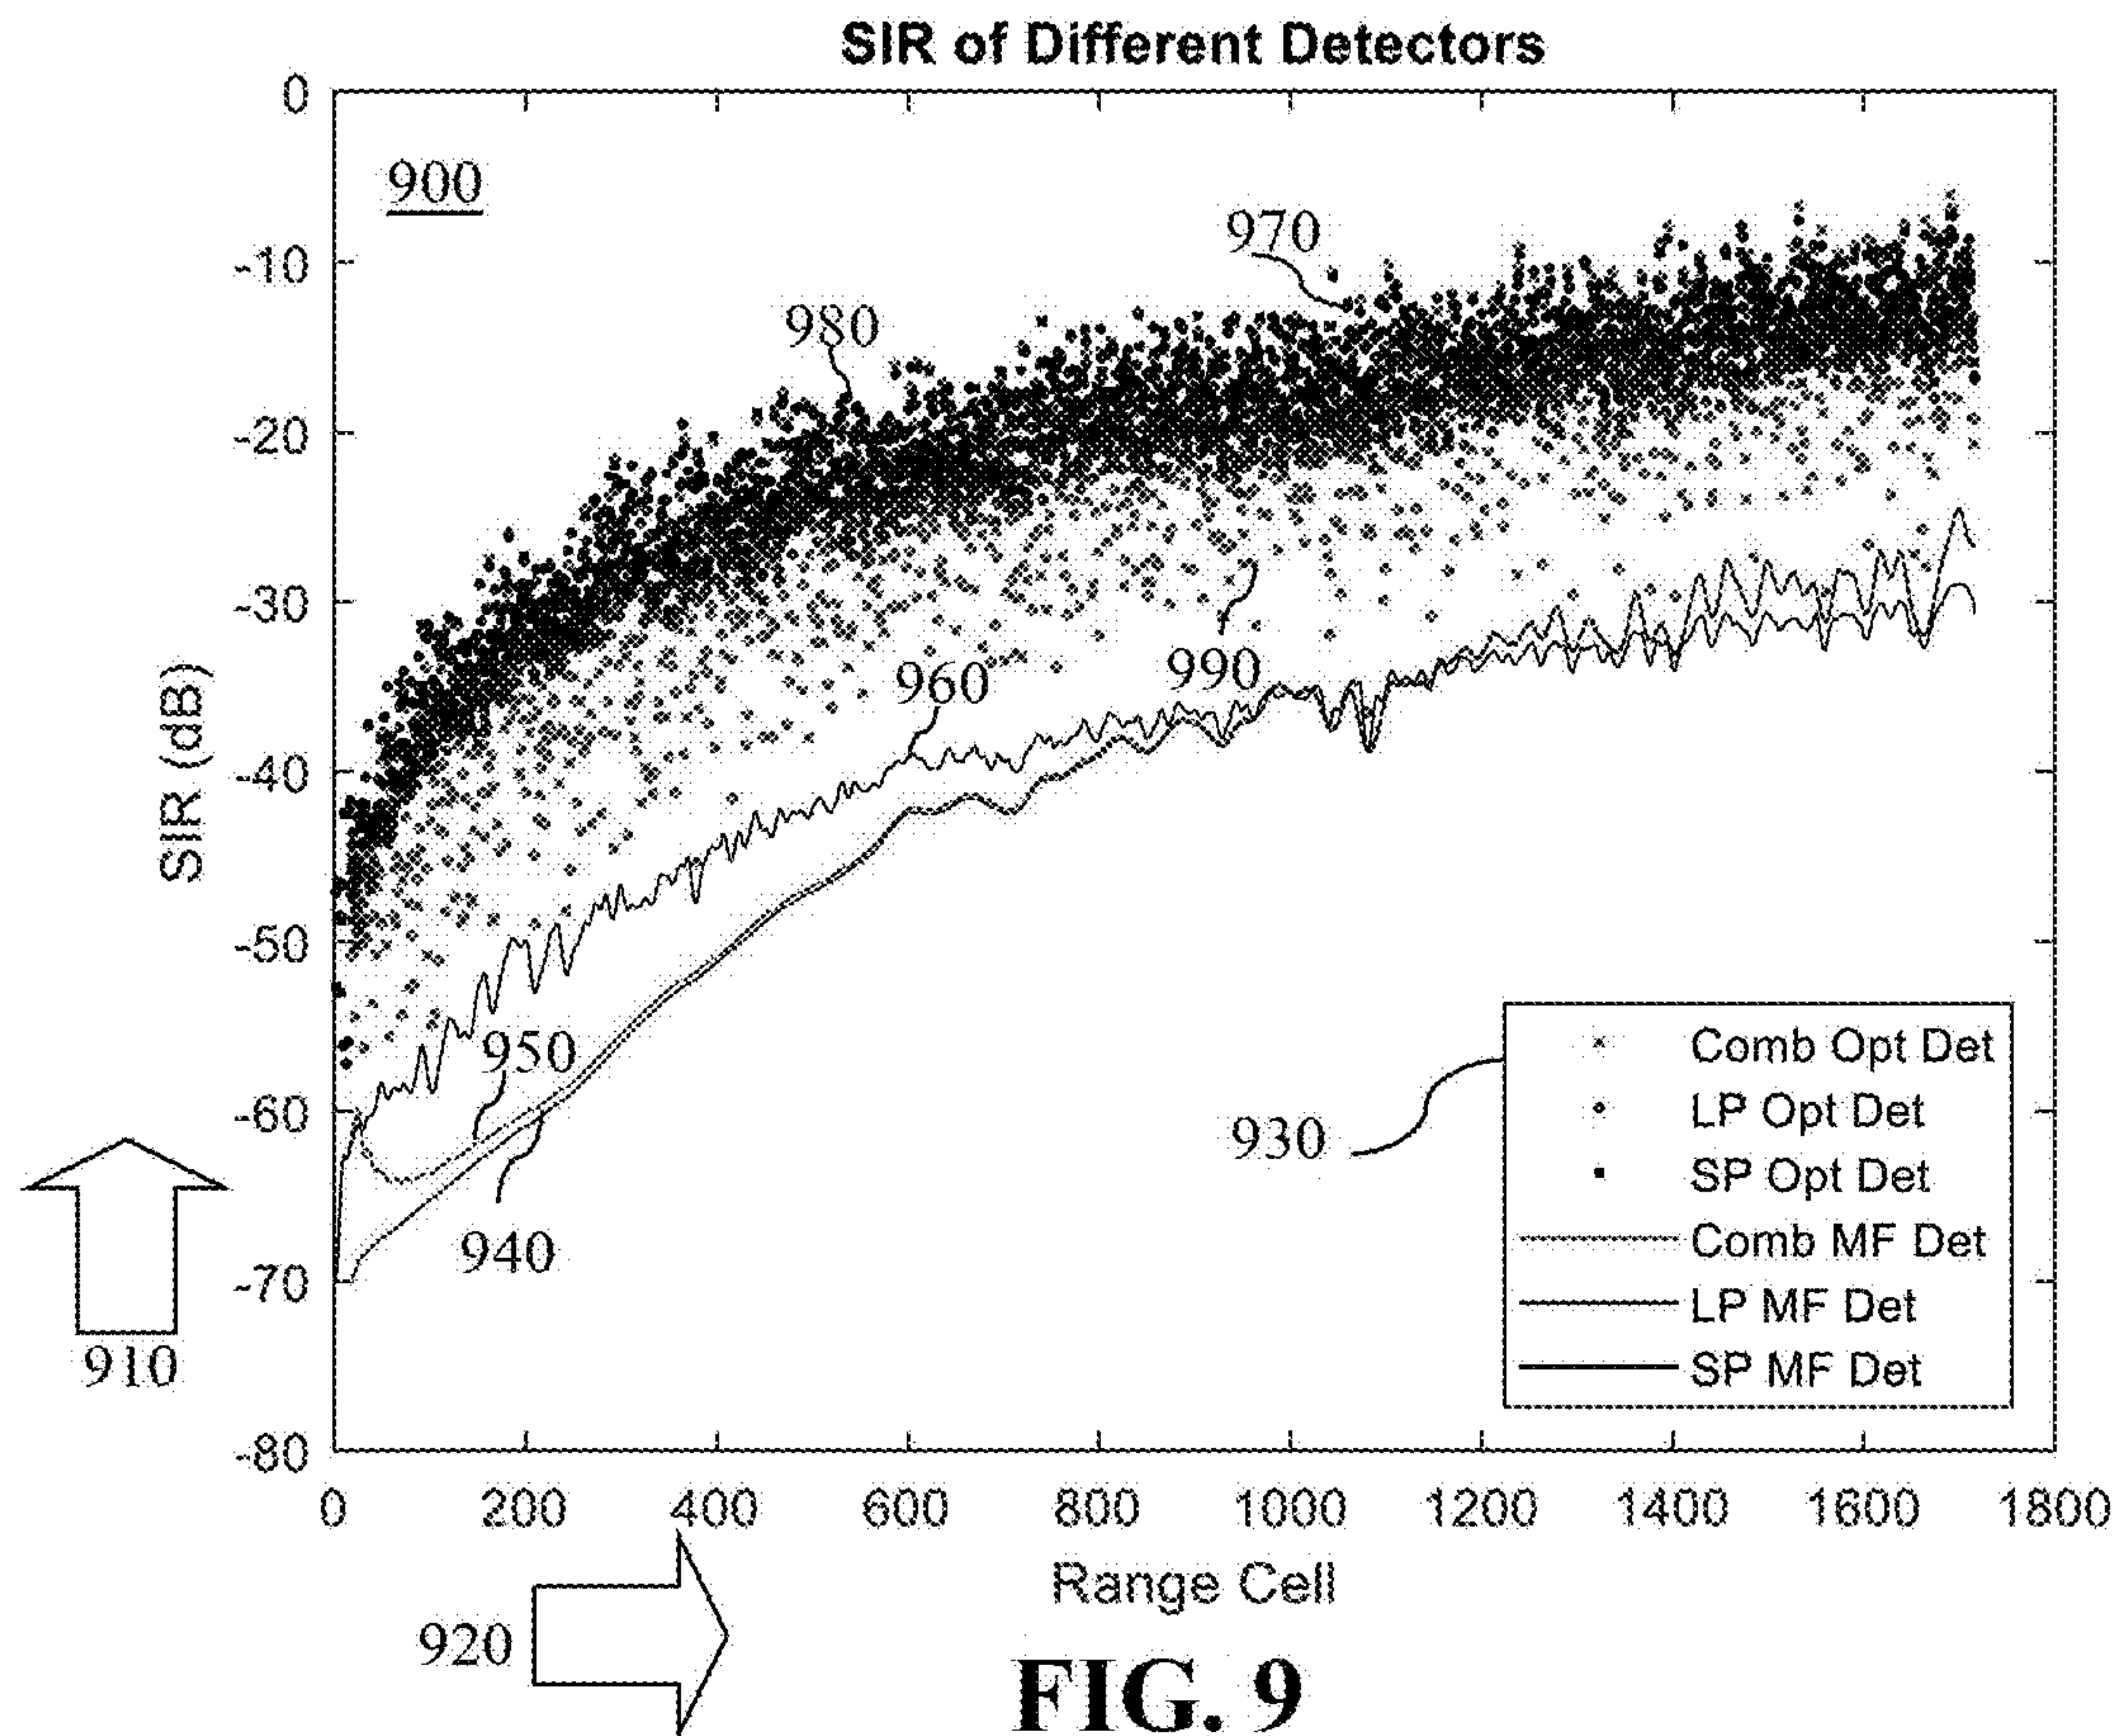 SIR of Different Detectors
0
900
970
-10
980
-20
-30
990
960
SIR (dB)
-40
-50
950
-60
930
940
-70
910
-80
Comb Opt Det
LP Opt Det
SP Opt Det
Comb MF Det
LP MF Det
SP MF Det
0 200 400 600 800 1000 1200 1400 1600 1800
Range Cell
920
FIG. 9